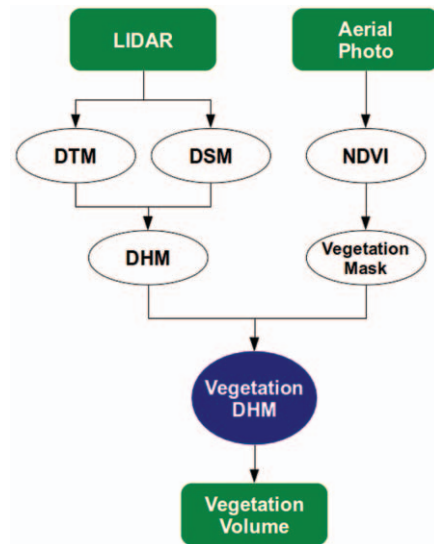 LIDAR
Aerial
Photo
DTM
DSM
NDVI
DHM
Vegetation
Mask
Vegetation
DHM
Vegetation
Volume